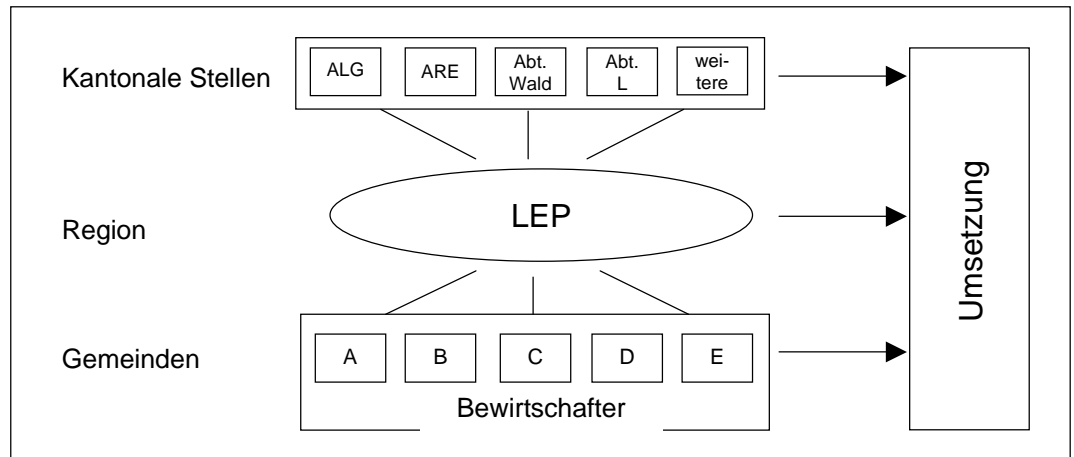 Kantonale Stellen
ALG
ARE
Abt.
Wald
Abt.
L
wei-
tere
Region
LEP
Gemeinden
A
B
C
D
E
Bewirtschafter
Umsetzung